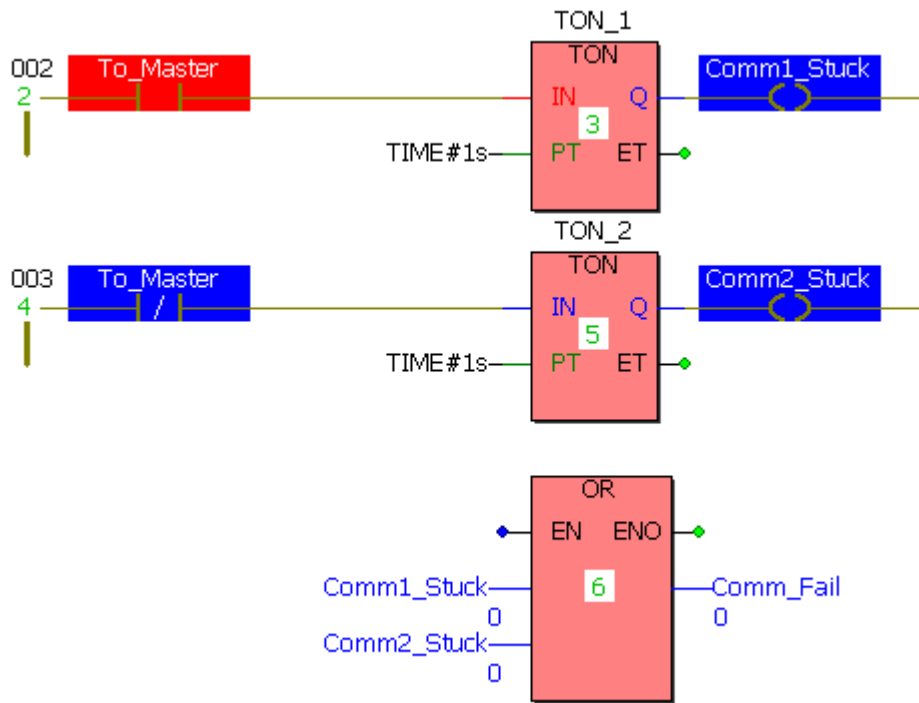 TON_1
002 To_Master TON Comm1_Stuck
2 IN Q
3
TIME#1s PT ET
TON_2
003 To_Master TON Comm2_Stuck
4 / IN Q
5
TIME#1s PT ET
OR
EN ENO
Comm1_Stuck 6 Comm_Fail
0 0
Comm2_Stuck
0